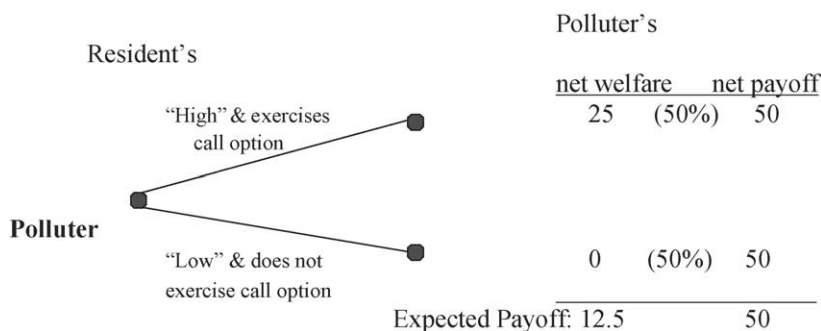 Polluter's
Resident's
net welfare net payoff
"High" & exercises
call option
25 (50%) 50
Polluter
"Low" & does not
exercise call option
0 (50%) 50
Expected Payoff: 12.5 50